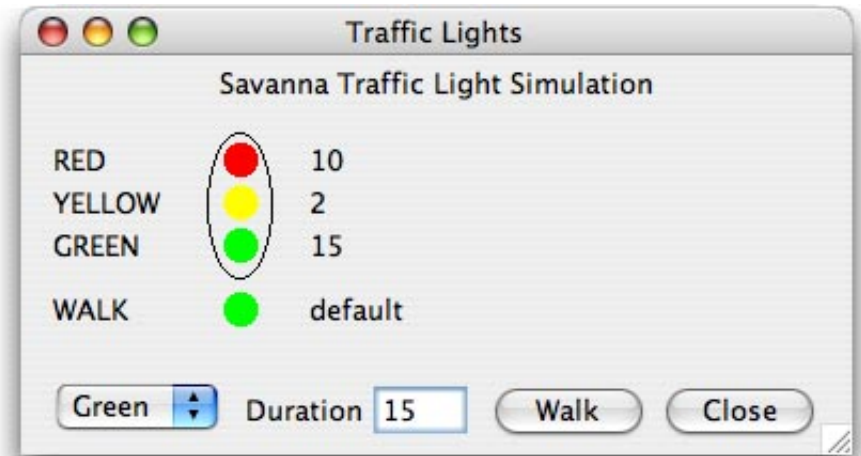 Traffic Lights
Savanna Traffic Light Simulation
RED 10
YELLOW 2
GREEN 15
WALK default
Green Duration 15 Walk Close